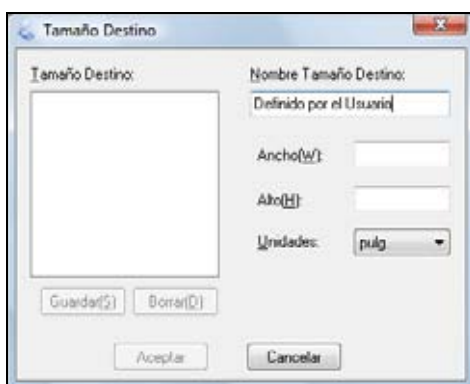 Tamaño Destino
Tamaño Destino:
Nombre Tamaño Destino:
Definido por el Usuario
Ancho(W):
Alto(H):
Unidades:
pulg
Guardar(S)
Borrar(D)
Aceptar
Cancelar